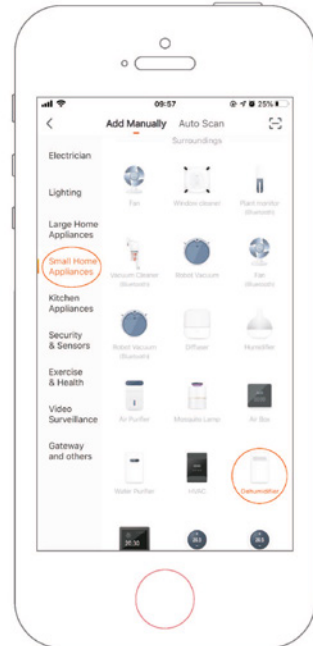 09:57
25%
Add Manually Auto Scan
Surroundings
Electrician
Lighting
Large Home
Appliances
Small Home
Appliances
Kitchen
Appliances
Security
& Sensors
Exercise
& Health
Video
Surveillance
Gateway
and others
Fan
Window cleaner
Plant monitor
(Bluetooth)
Vacuum Cleaner
(Bluetooth)
Robot Vacuum
Fan
(Bluetooth)
Robot Vacuum
(Bluetooth)
Diffuser
Humidifier
Air Purifier
Mosquito Lamp
Air Box
Water Purifier
HVAC
Dehumidifier
20:30